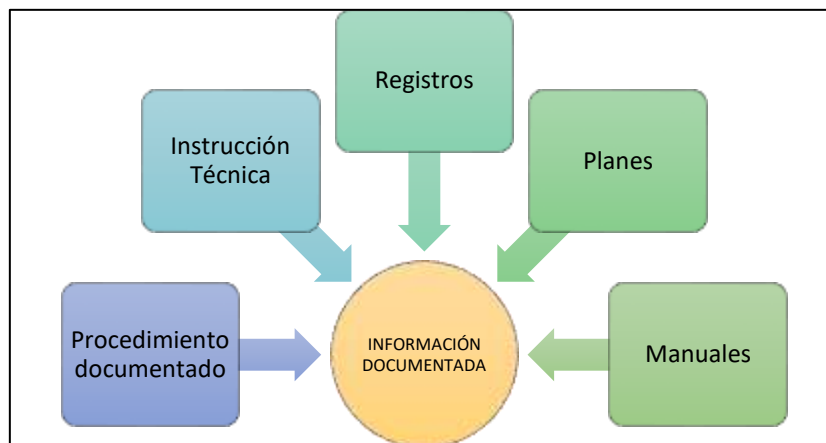 Registros
Instrucción
Técnica
Planes
Procedimiento
documentado
INFORMACIÓN
DOCUMENTADA
Manuales